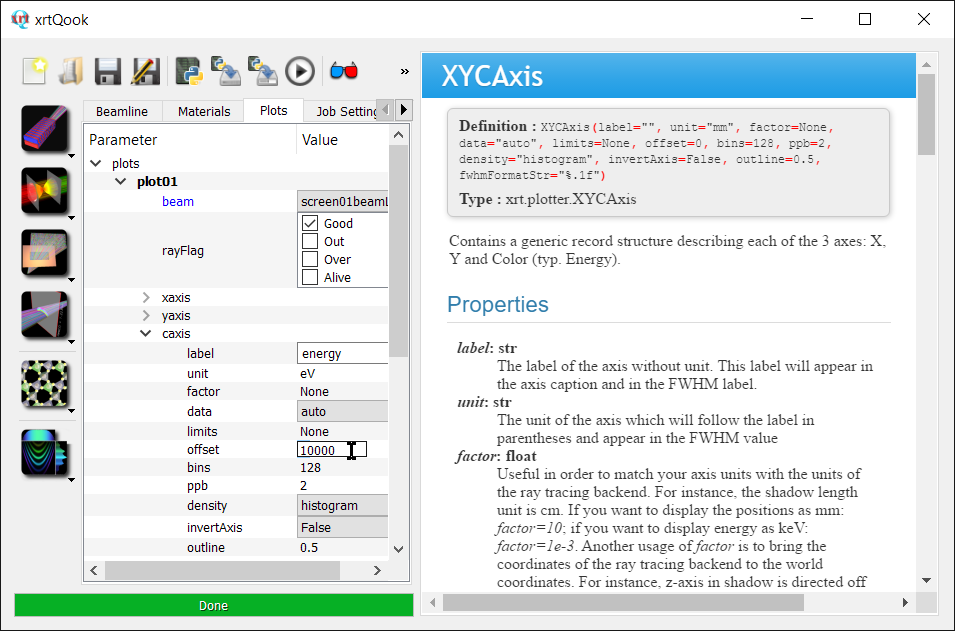 xrtQook
»
Beamline Materials Plots Job Setting
Parameter Value
plots
plot01
beam screen01beamL
rayFlag
Good
Out
Over
Alive
xaxis
yaxis
caxis
label energy
unit eV
factor None
data auto
limits None
offset 10000
bins 128
ppb 2
density histogram
invertAxis False
outline 0.5
Done
XYCAxis
Definition : XYCAxis(label="", unit="mm", factor=None,
data="auto", limits=None, offset=0, bins=128, ppb=2,
density="histogram", invertAxis=False, outline=0.5,
fwhmFormatStr="%.1f")
Type : xrt.plotter.XYCAxis
Contains a generic record structure describing each of the 3 axes: X,
Y and Color (typ. Energy).
Properties
label: str
The label of the axis without unit. This label will appear in
the axis caption and in the FWHM label.
unit: str
The unit of the axis which will follow the label in
parentheses and appear in the FWHM value
factor: float
Useful in order to match your axis units with the units of
the ray tracing backend. For instance, the shadow length
unit is cm. If you want to display the positions as mm:
factor=10; if you want to display energy as keV:
factor=1e-3. Another usage of factor is to bring the
coordinates of the ray tracing backend to the world
coordinates. For instance, z-axis in shadow is directed off